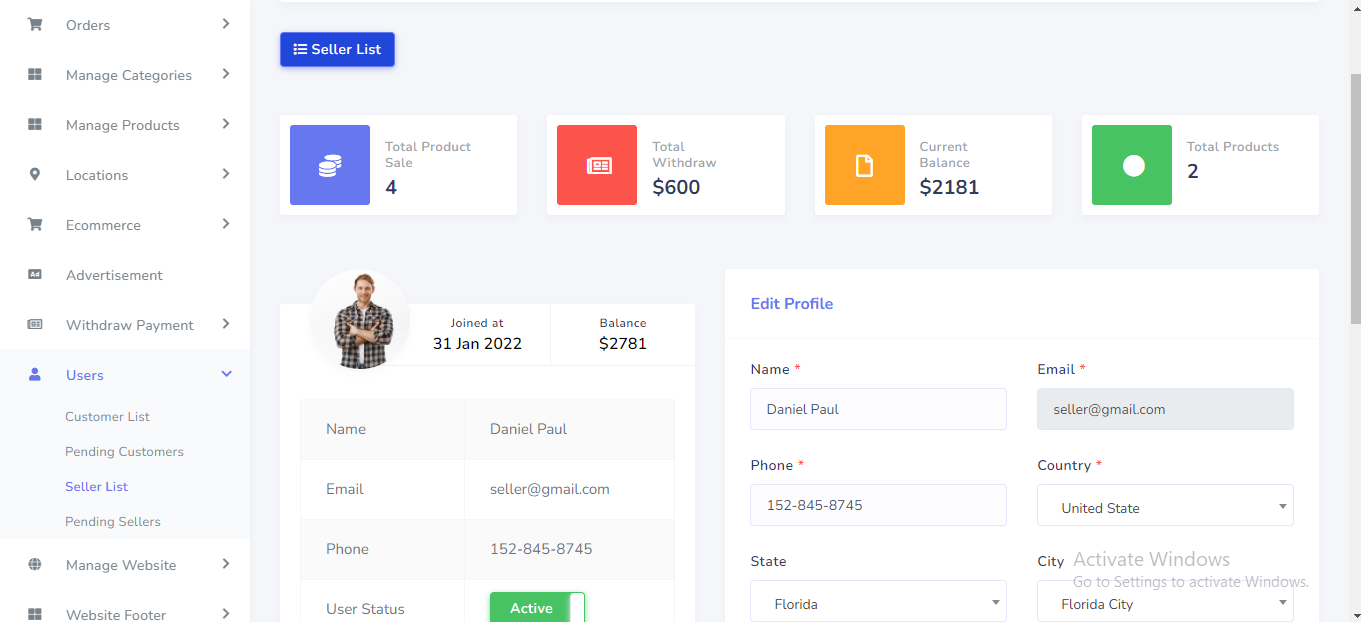 Orders
Manage Categories
Manage Products
Locations
Ecommerce
Ad
Advertisement
Withdraw Payment
Users
Customer List
Pending Customers
Seller List
Pending Sellers
Manage Website
Website Footer
Seller List
Total Product
Sale
4
Total
Withdraw
$600
Current
Balance
$2181
Total Products
2
Joined at
31 Jan 2022
Balance
$2781
Name
Daniel Paul
Email
seller@gmail.com
Phone
152-845-8745
User Status
Active
Edit Profile
Name *
Daniel Paul
Email *
seller@gmail.com
Phone *
152-845-8745
Country *
United State
State
Florida
City
Florida City
Activate Windows
Go to Settings to activate Windows.